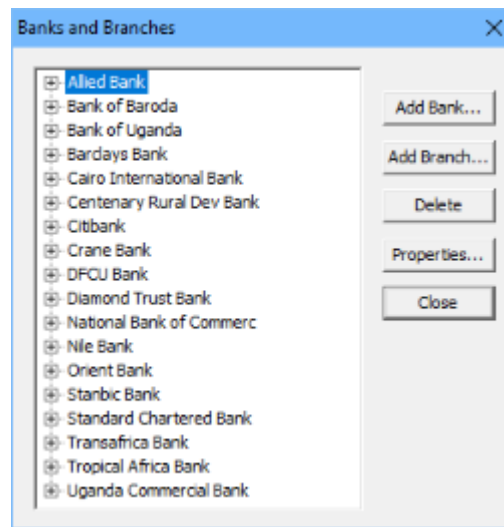 Banks and Branches
Allied Bank
Bank of Baroda
Bank of Uganda
Barclays Bank
Cairo International Bank
Centenary Rural Dev Bank
Citibank
Crane Bank
DFCU Bank
Diamond Trust Bank
National Bank of Commerc
Nile Bank
Orient Bank
Stanbic Bank
Standard Chartered Bank
Transafrica Bank
Tropical Africa Bank
Uganda Commercial Bank
Add Bank...
Add Branch...
Delete
Properties...
Close